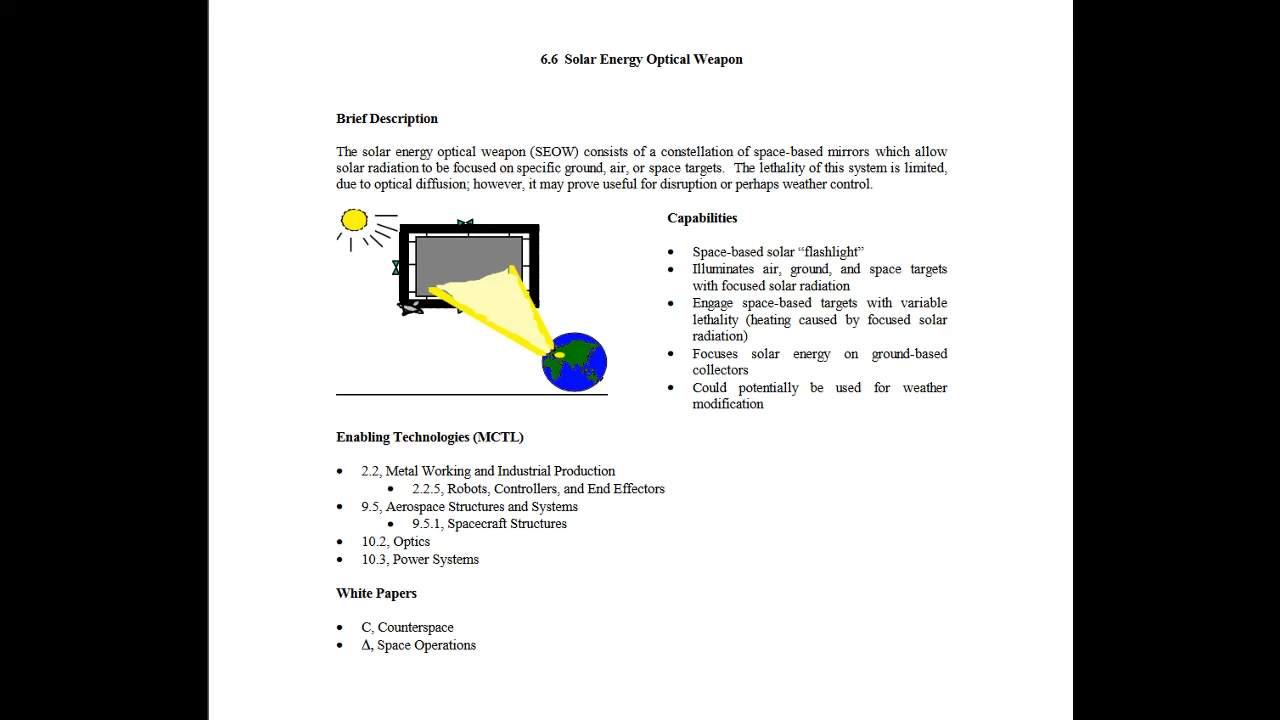 6.6 Solar Energy Optical Weapon
Brief Description
The solar energy optical weapon (SEOW) consists of a constellation of space-based mirrors which allow
solar radiation to be focused on specific ground, air, or space targets. The lethality of this system is limited,
due to optical diffusion; however, it may prove useful for disruption or perhaps weather control.
Capabilities
• Space-based solar “flashlight”
• Illuminates air, ground, and space targets
with focused solar radiation
• Engage space-based targets with variable
lethality (heating caused by focused solar
radiation)
• Focuses solar energy on ground-based
collectors
• Could potentially be used for weather
modification
Enabling Technologies (MCTL)
• 2.2, Metal Working and Industrial Production
• 2.2.5, Robots, Controllers, and End Effectors
• 9.5, Aerospace Structures and Systems
• 9.5.1, Spacecraft Structures
• 10.2, Optics
• 10.3, Power Systems
White Papers
• C, Counterspace
• Δ, Space Operations